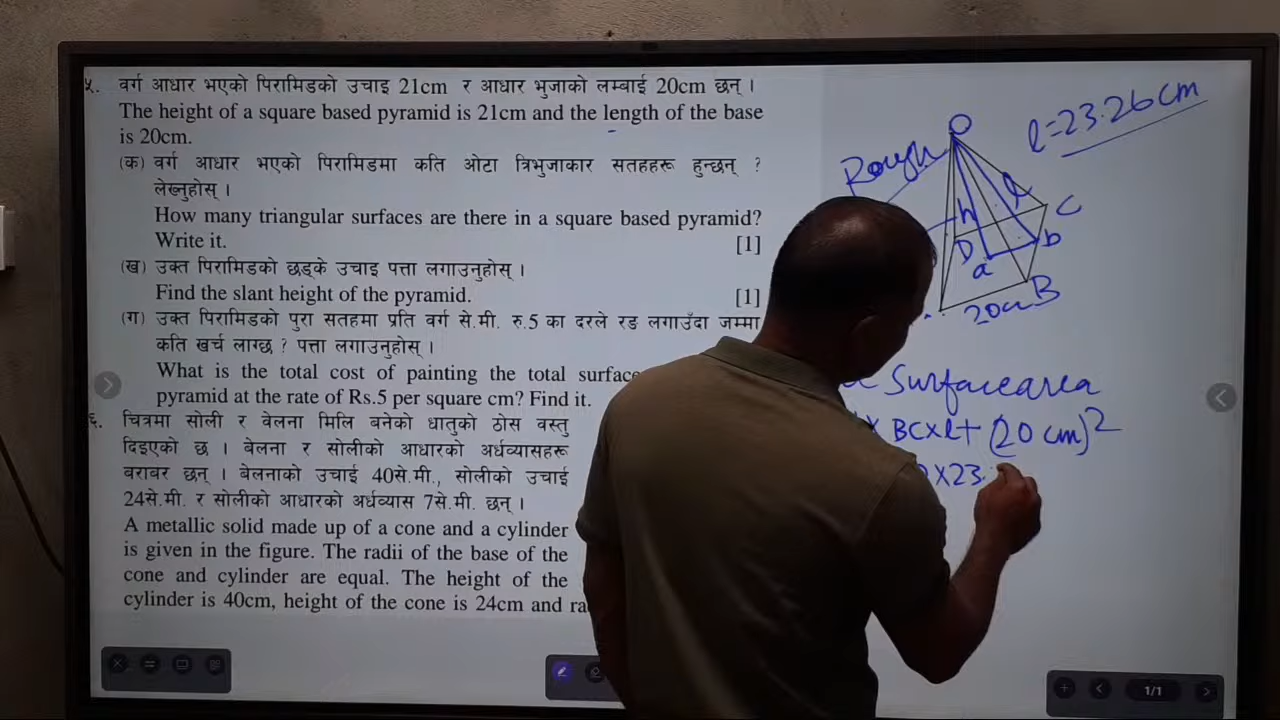 ५. वर्ग आधार भएको पिरामिडको उचाइ 21cm र आधार भुजाको लम्बाई 20cm छन् ।
The height of a square based pyramid is 21cm and the length of the base
is 20cm.
(क) वर्ग आधार भएको पिरामिडमा कति ओटा त्रिभुजाकार सतहहरू हुन्छन् ?
लेख्नुहोस् ।
How many triangular surfaces are there in a square based pyramid?
Write it. [1]
(ख) उक्त पिरामिडको छड्के उचाइ पत्ता लगाउनुहोस् ।
Find the slant height of the pyramid. [1]
(ग) उक्त पिरामिडको पुरा सतहमा प्रति वर्ग से.मी. रु.5 का दरले रङ लगाउँदा जम्मा
कति खर्च लाग्छ ? पत्ता लगाउनुहोस् ।
What is the total cost of painting the total surface
pyramid at the rate of Rs.5 per square cm? Find it.
६. चित्रमा सोली र वेलना मिलि बनेको धातुको ठोस वस्तु
दिइएको छ । बेलना र सोलीको आधारको अर्धव्यासहरू
बराबर छन् । बेलनाको उचाई 40से.मी., सोलीको उचाई
24से.मी. र सोलीको आधारको अर्धव्यास 7से.मी. छन् ।
A metallic solid made up of a cone and a cylinder
is given in the figure. The radii of the base of the
cone and cylinder are equal. The height of the
cylinder is 40cm, height of the cone is 24cm and
l=23.26cm
Rough
O
h
l
C
D
b
a
B
20cm
Surfacearea
× BC×l+(20 cm)²
×23.
1/1